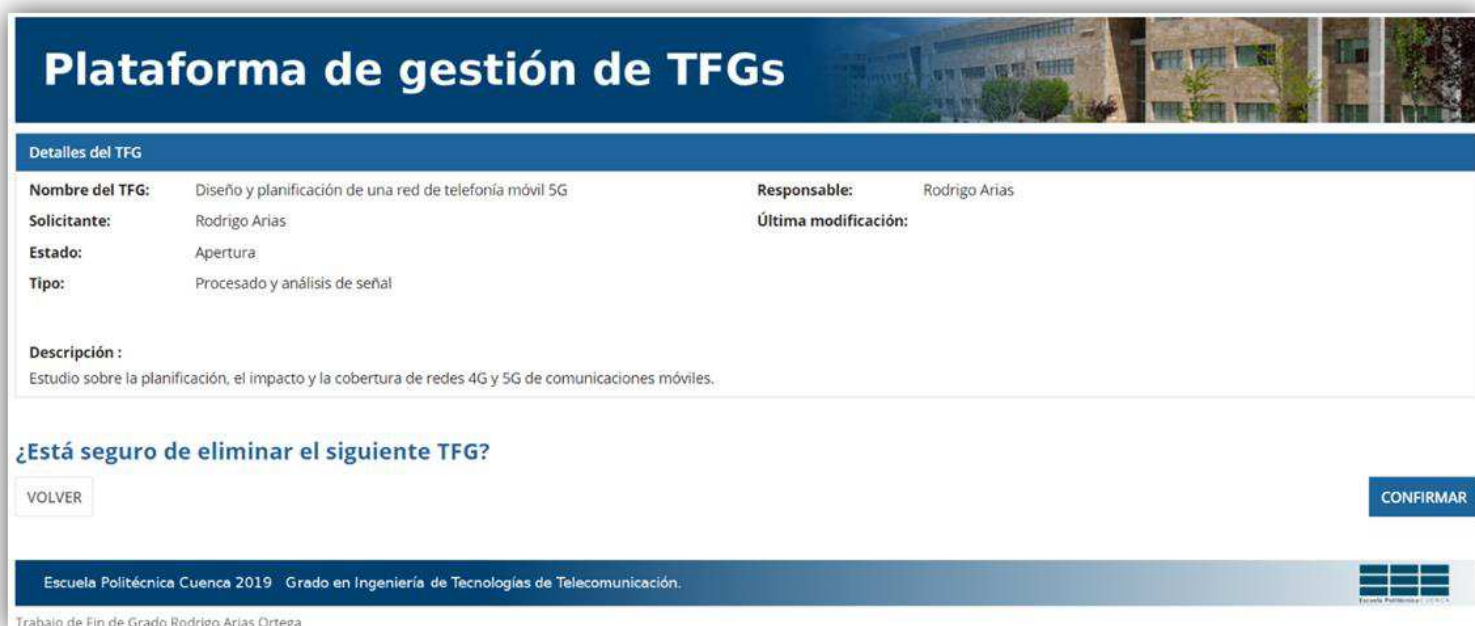 Plataforma de gestión de TFGs
Detalles del TFG
Nombre del TFG: Diseño y planificación de una red de telefonía móvil 5G Responsable: Rodrigo Arias
Solicitante: Rodrigo Arias Última modificación:
Estado: Apertura
Tipo: Procesado y análisis de señal
Descripción :
Estudio sobre la planificación, el impacto y la cobertura de redes 4G y 5G de comunicaciones móviles.
¿Está seguro de eliminar el siguiente TFG?
VOLVER CONFIRMAR
Escuela Politécnica Cuenca 2019 Grado en Ingeniería de Tecnologías de Telecomunicación.
Escuela Politécnica CUENCA
Trabajo de Fin de Grado Rodrigo Arias Ortega